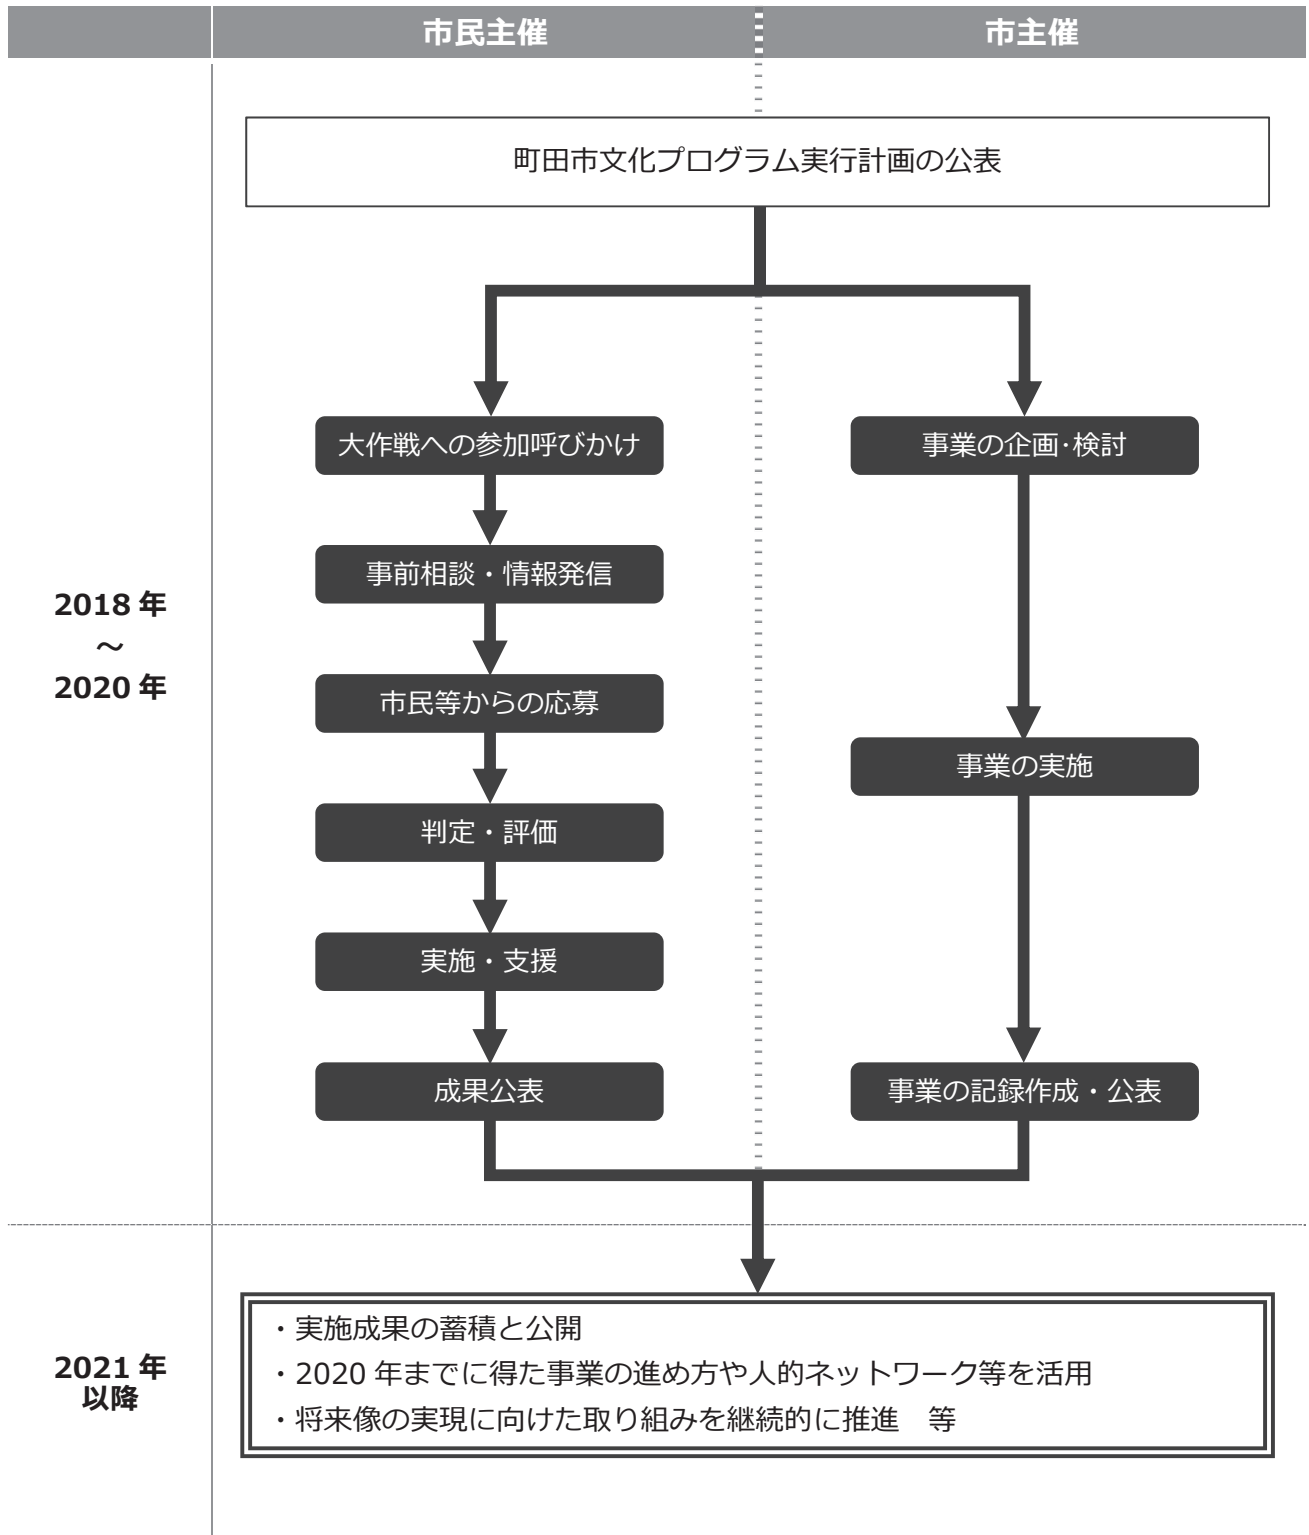 市民主催
市主催
町田市文化プログラム実行計画の公表
2018 年
～
2020 年
大作戦への参加呼びかけ
事前相談・情報発信
市民等からの応募
判定・評価
実施・支援
成果公表
事業の企画･検討
事業の実施
事業の記録作成・公表
2021 年
以降
・実施成果の蓄積と公開
・2020 年までに得た事業の進め方や人的ネットワーク等を活用
・将来像の実現に向けた取り組みを継続的に推進　等